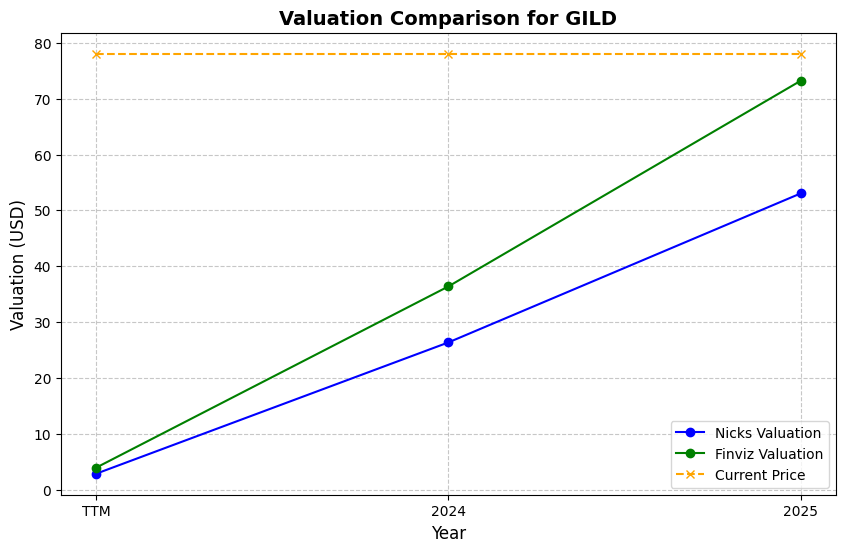 Valuation Comparison for GILD
80
70
60
50
40
30
20
10
0
Valuation (USD)
TTM 2024 2025
Year
Nicks Valuation
Finviz Valuation
Current Price